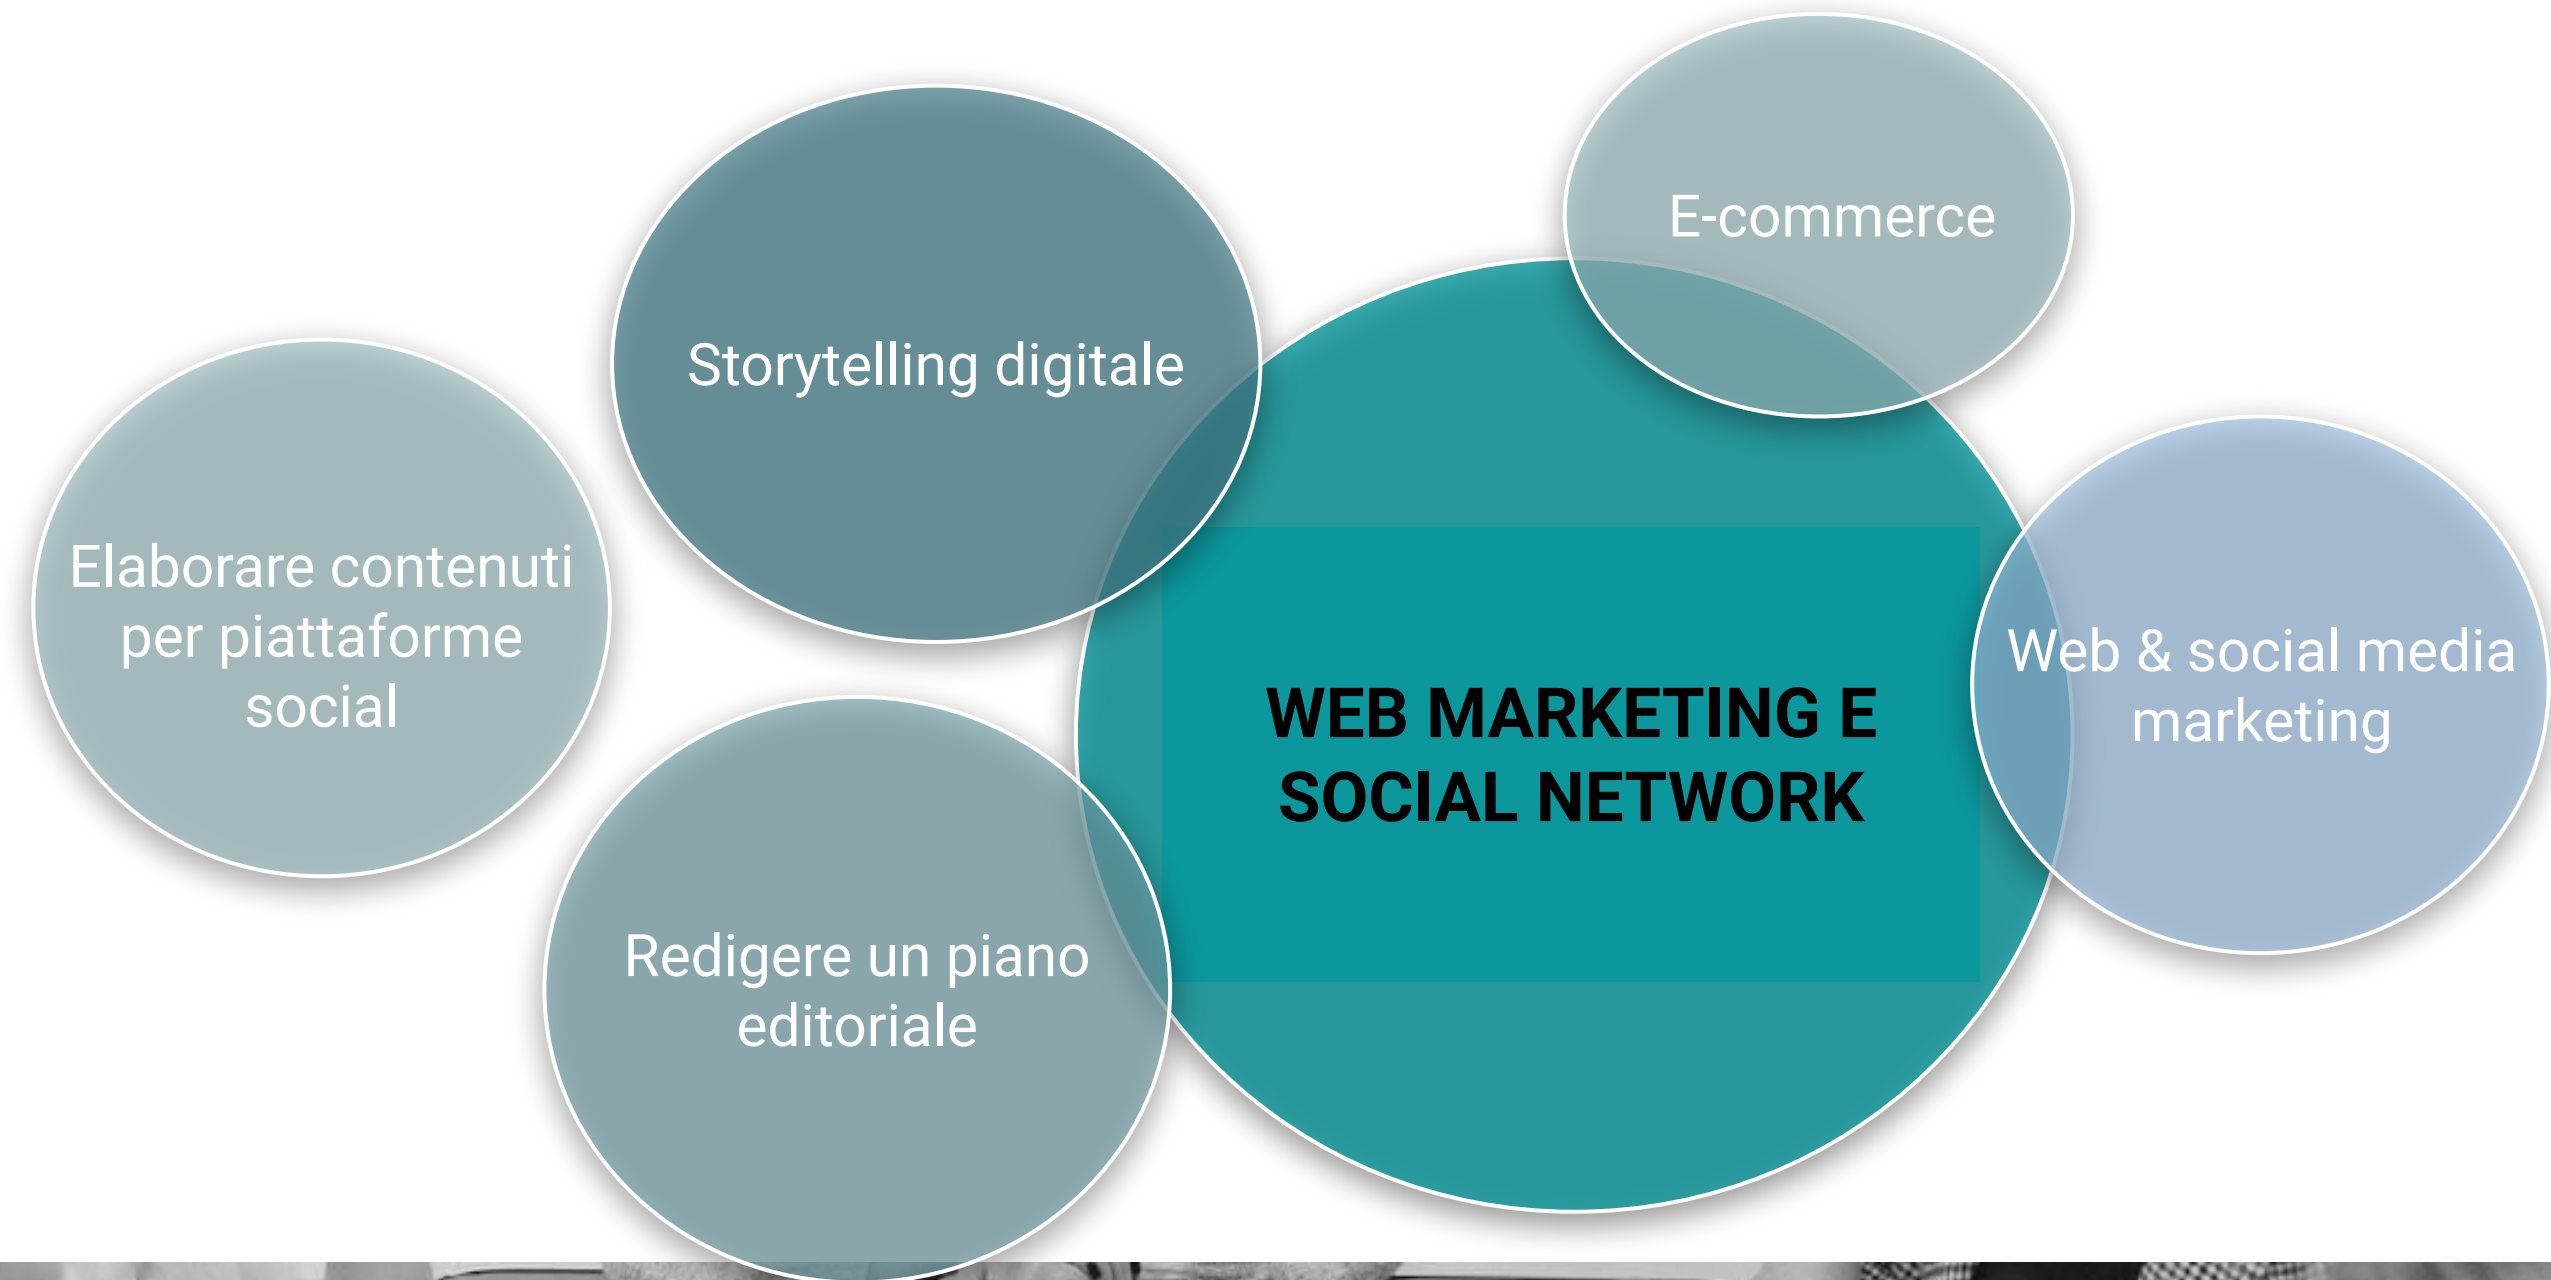 E-commerce
Storytelling digitale
Elaborare contenuti
per piattaforme
social
Web & social media
marketing
WEB MARKETING E
SOCIAL NETWORK
Redigere un piano
editoriale